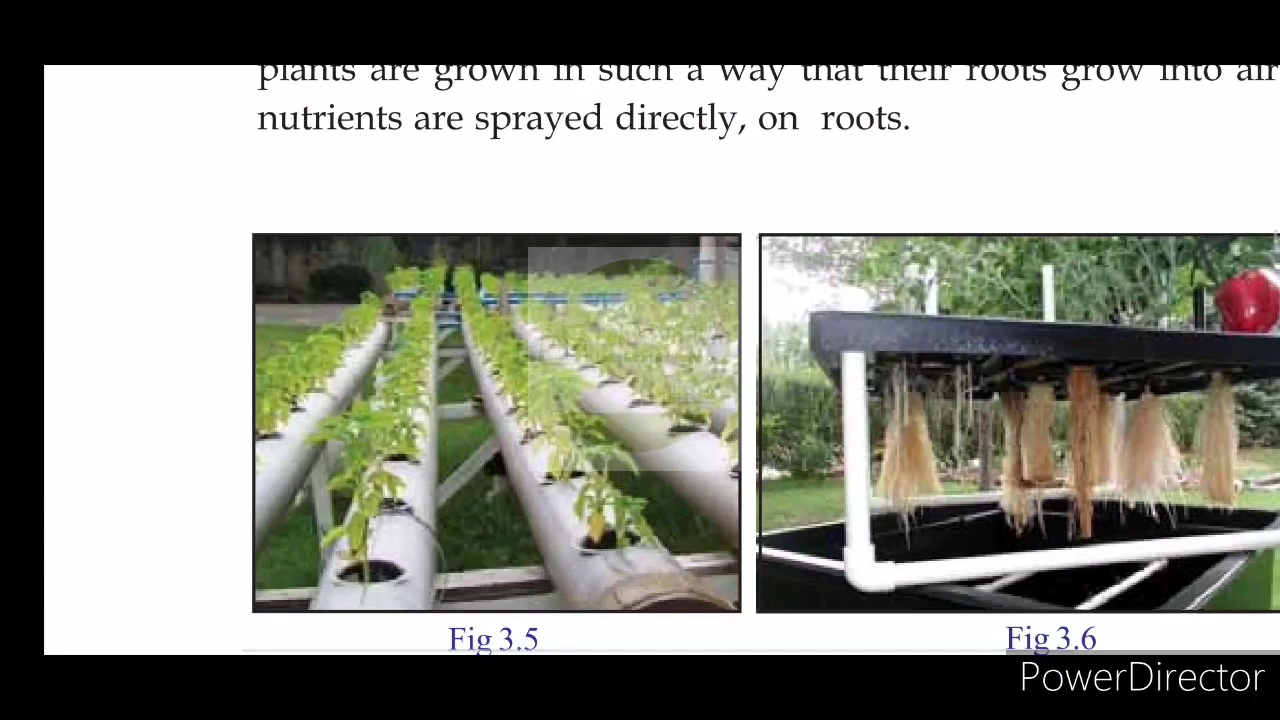 plants are grown in such a way that their roots grow into air
nutrients are sprayed directly, on roots.
Fig 3.5
Fig 3.6
PowerDirector